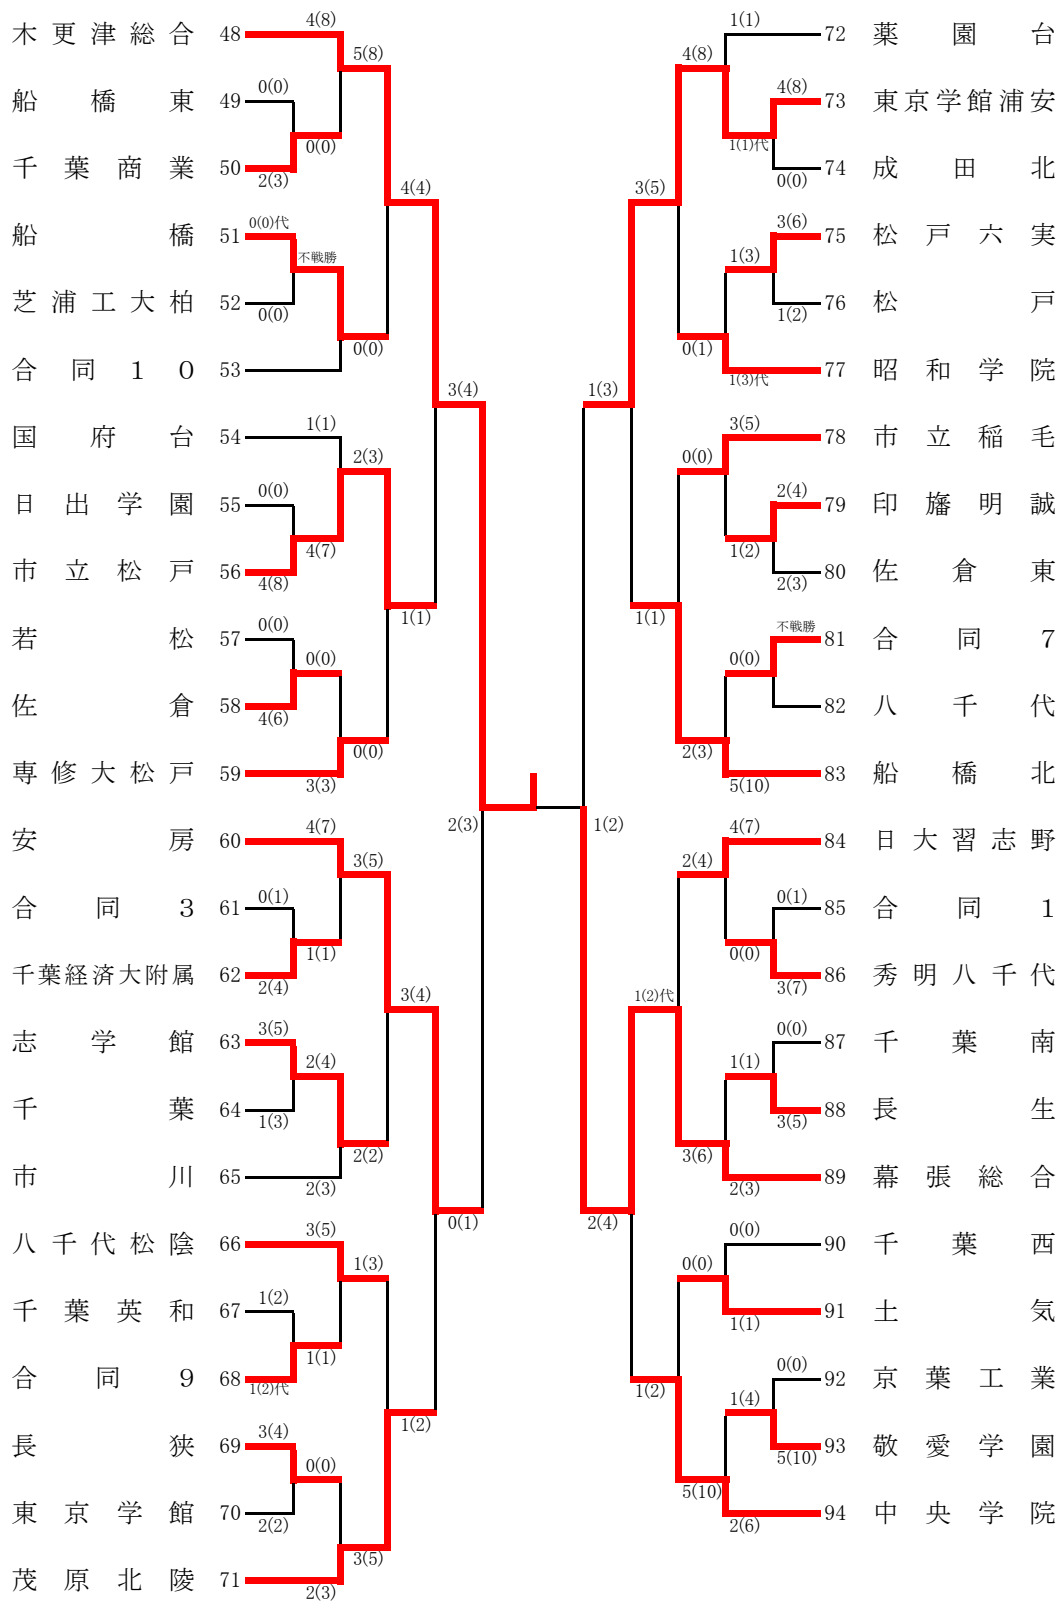 木更津総合 48 4(8)
5(8)
船橋東 49 0(0)
0(0)
千葉商業 50 2(3)
4(4)
船橋 51 0(0)代
不戦勝
芝浦工大柏 52 0(0)
0(0)
合同10 53
3(4)
国府台 54 1(1)
2(3)
日出学園 55 0(0)
4(7)
市立松戸 56 4(8)
1(1)
若松 57 0(0)
0(0)
佐倉 58 4(6)
0(0)
専修大松戸 59 3(3)
2(3)
安房 60 4(7)
3(5)
合同3 61 0(1)
1(1)
千葉経済大附属 62 2(4)
3(4)
志学館 63 3(5)
2(4)
千葉 64 1(3)
2(2)
市川 65 2(3)
0(1)
八千代松陰 66 3(5)
1(3)
千葉英和 67 1(2)
1(1)
合同9 68 1(2)代
1(2)
長狭 69 3(4)
0(0)
東京学館 70 2(2)
3(5)
茂原北陵 71 2(3)
1(1) 72 薬園台
4(8)
4(8) 73 東京学館浦安
1(1)代
0(0) 74 成田北
3(5)
3(6) 75 松戸六実
1(3)
1(2) 76 松戸
0(1)
1(3)代 77 昭和学院
1(3)
3(5) 78 市立稲毛
0(0)
2(4) 79 印旛明誠
1(2)
2(3) 80 佐倉東
1(1)
不戦勝 81 合同7
0(0)
82 八千代
2(3)
5(10) 83 船橋北
1(2)
4(7) 84 日大習志野
2(4)
0(1) 85 合同1
0(0)
3(7) 86 秀明八千代
1(2)代
0(0) 87 千葉南
1(1)
3(5) 88 長生
3(6)
2(3) 89 幕張総合
2(4)
0(0) 90 千葉西
0(0)
1(1) 91 土気
1(2)
0(0) 92 京葉工業
1(4)
5(10) 93 敬愛学園
5(10)
2(6) 94 中央学院